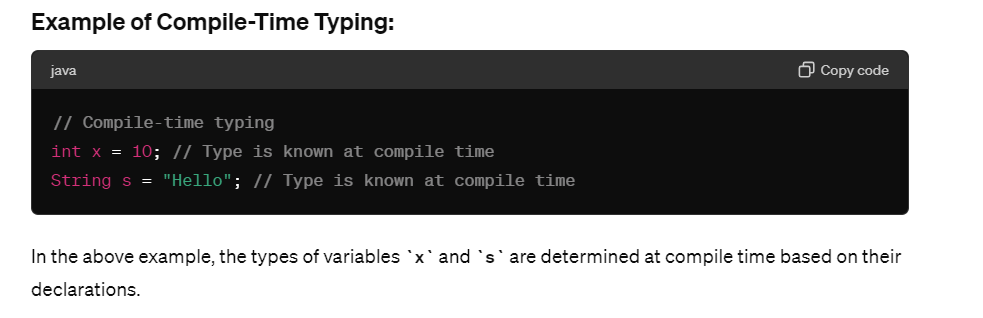 Example of Compile-Time Typing:
java
Copy code
// Compile-time typing
int x = 10; // Type is known at compile time
String s = "Hello"; // Type is known at compile time
In the above example, the types of variables `x` and `s` are determined at compile time based on their
declarations.